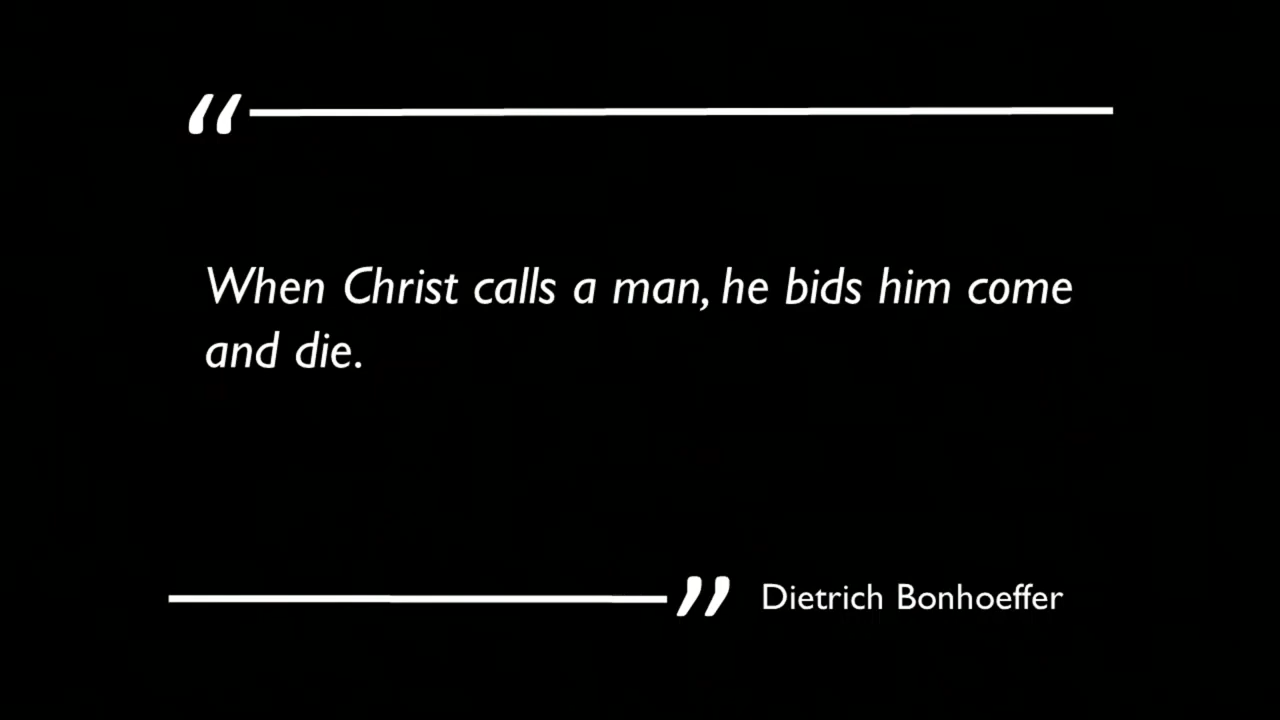 “
When Christ calls a man, he bids him come
and die.
” Dietrich Bonhoeffer